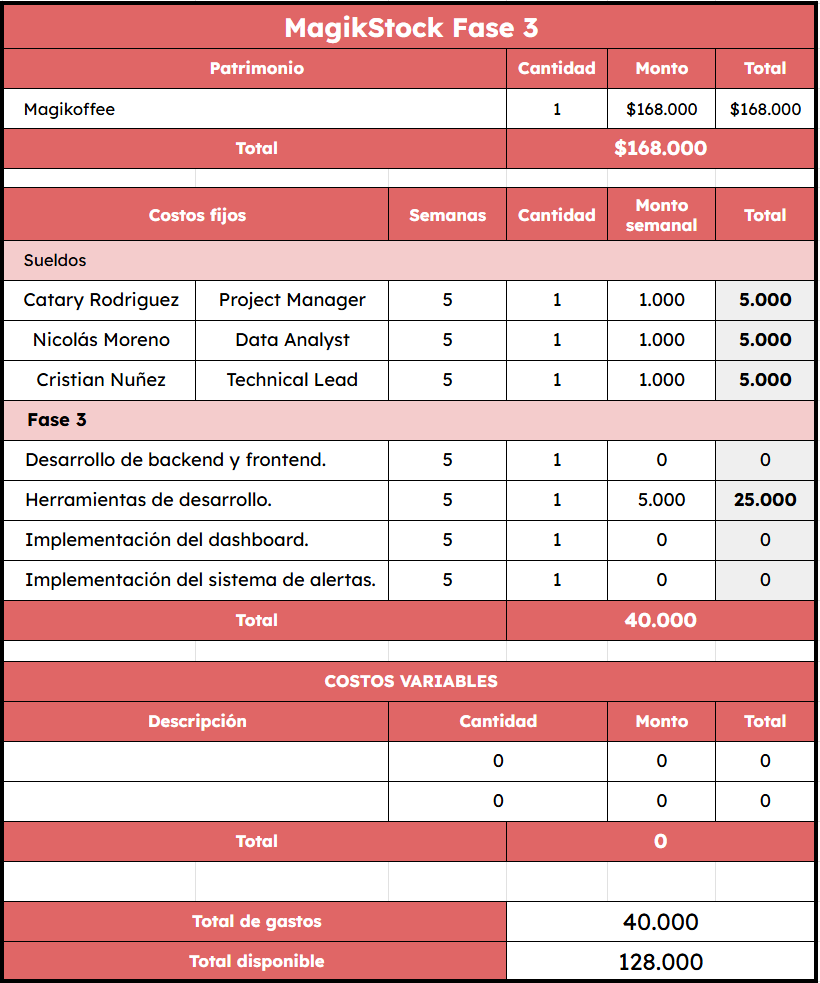 MagikStock Fase 3
Patrimonio Cantidad Monto Total
Magikoffee 1 $168.000 $168.000
Total $168.000
Costos fijos Semanas Cantidad Monto semanal Total
Sueldos
Catary Rodriguez Project Manager 5 1 1.000 5.000
Nicolás Moreno Data Analyst 5 1 1.000 5.000
Cristian Nuñez Technical Lead 5 1 1.000 5.000
Fase 3
Desarrollo de backend y frontend. 5 1 0 0
Herramientas de desarrollo. 5 1 5.000 25.000
Implementación del dashboard. 5 1 0 0
Implementación del sistema de alertas. 5 1 0 0
Total 40.000
COSTOS VARIABLES
Descripción Cantidad Monto Total
0 0 0
0 0 0
Total 0
Total de gastos 40.000
Total disponible 128.000